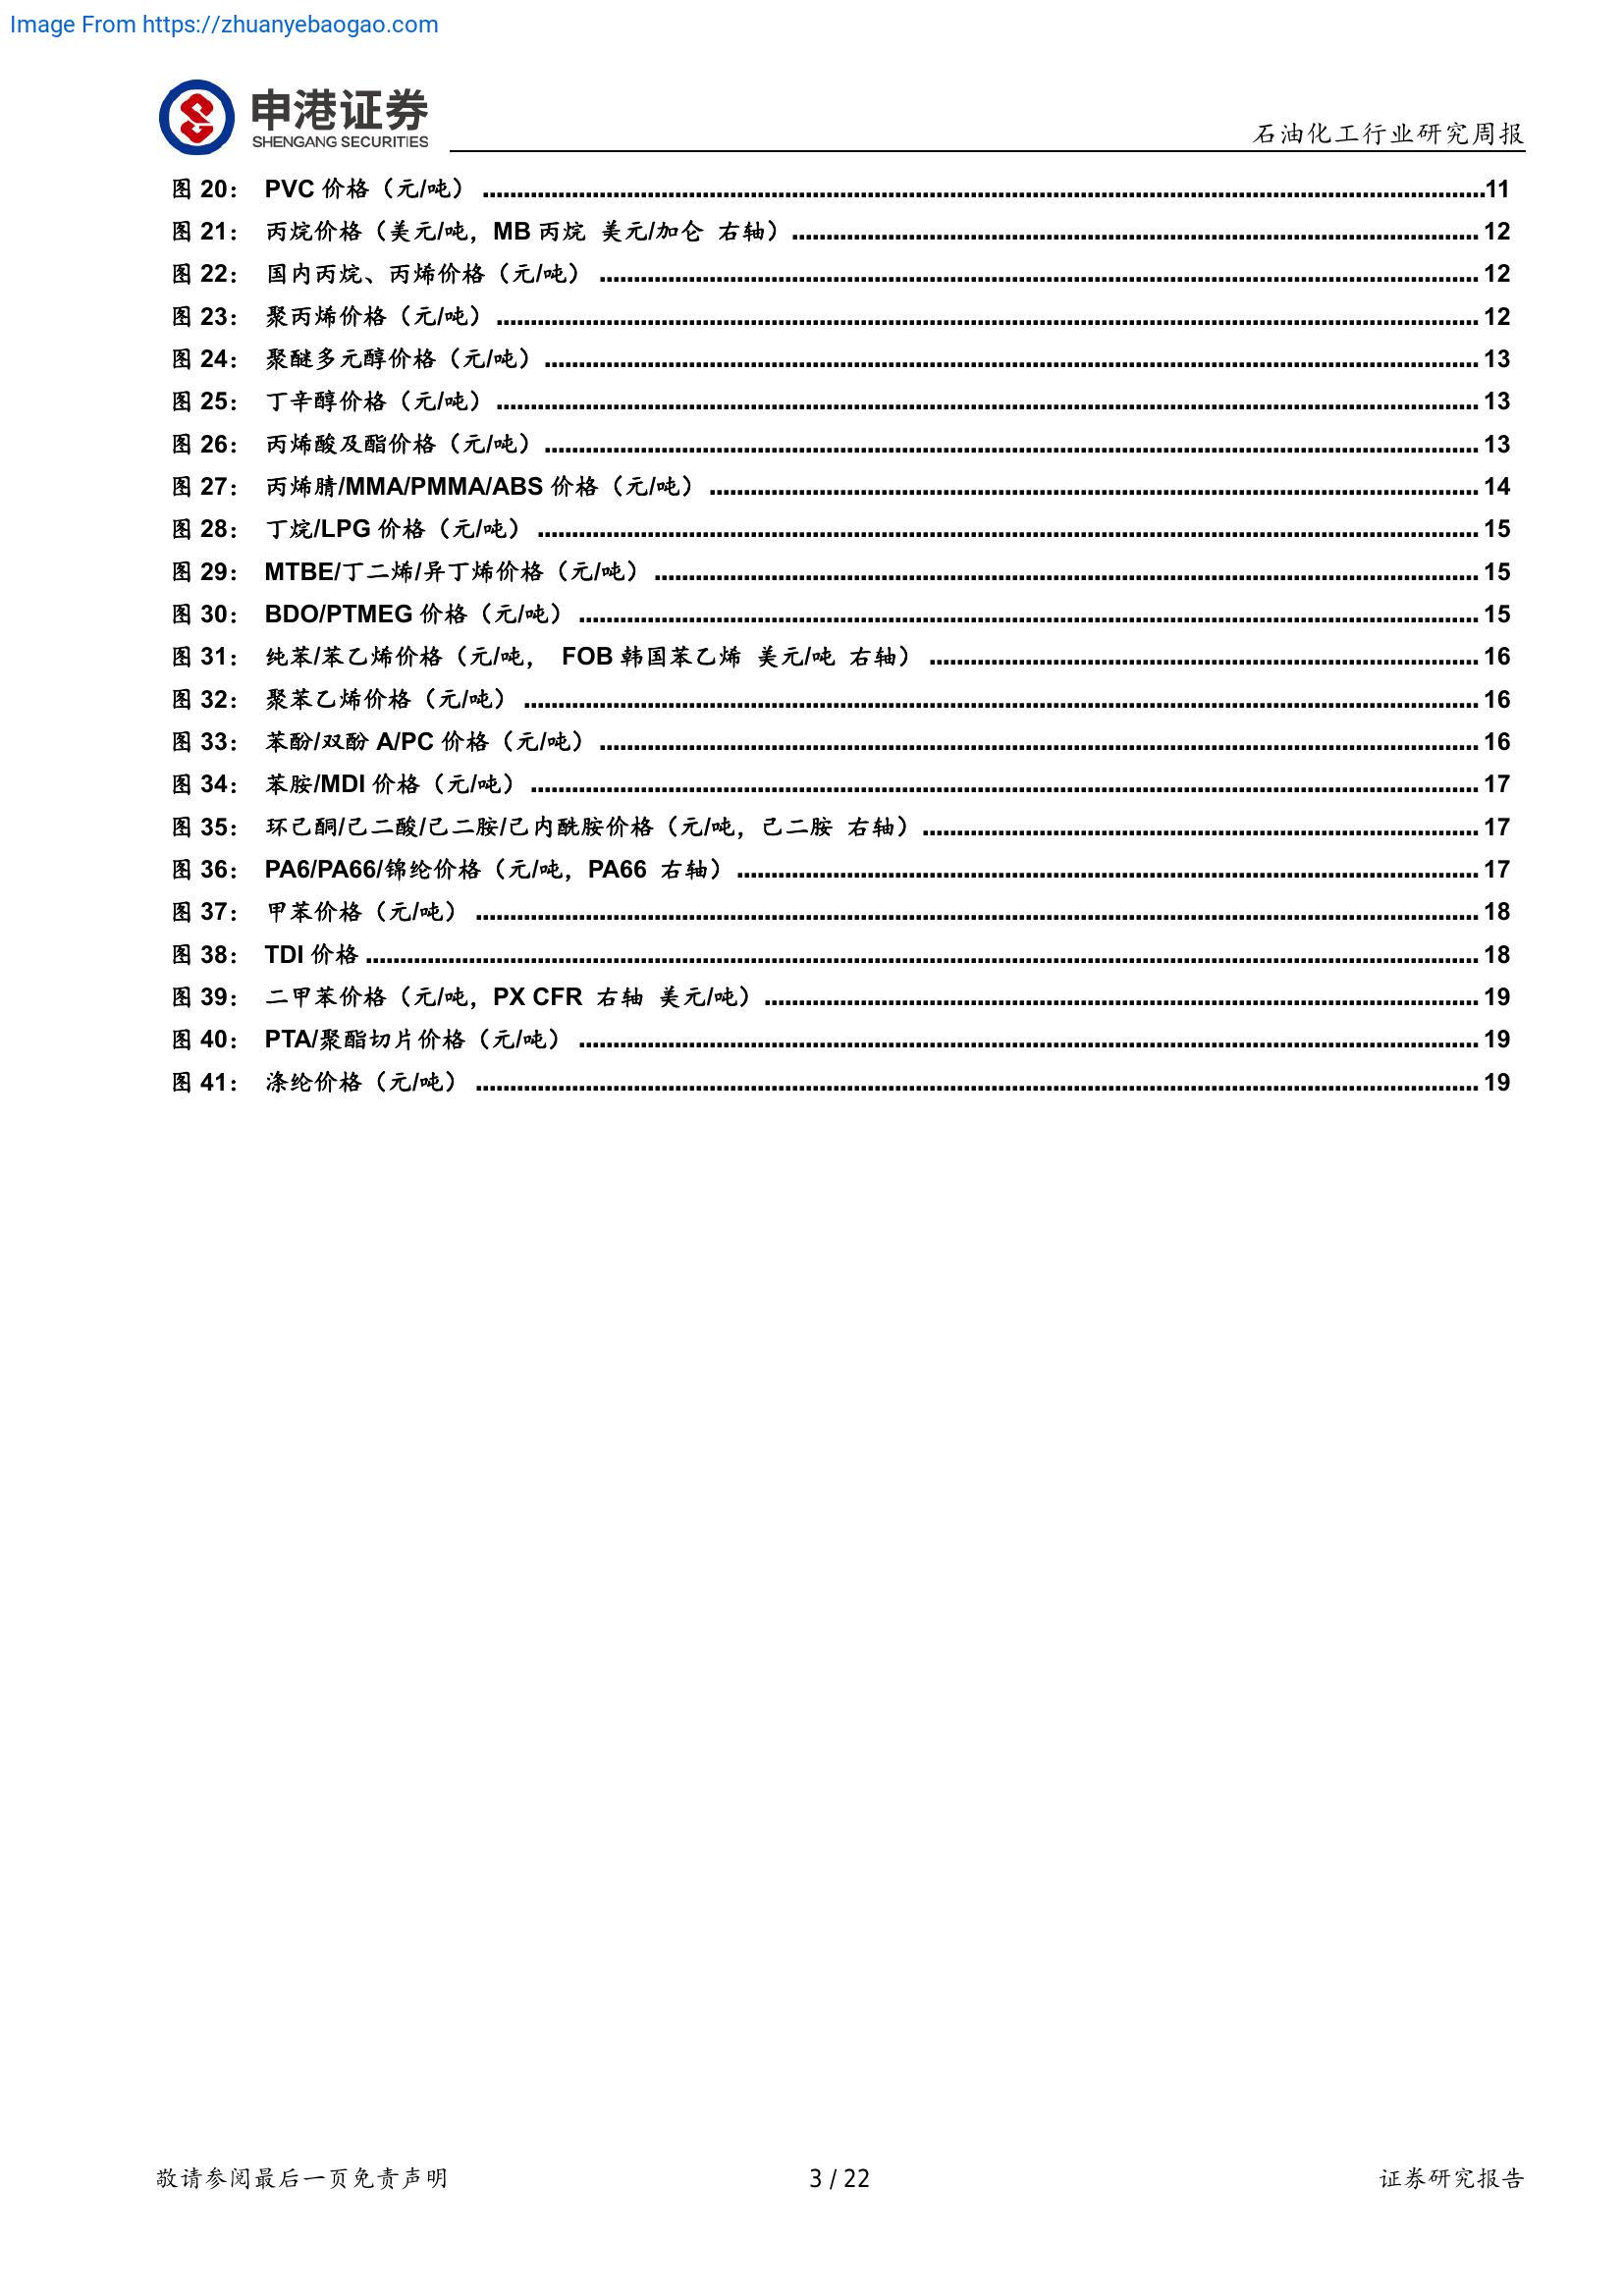 Image From https://zhuanyebaogao.com
申港证券
SHENGANG SECURITIES
石油化工行业研究周报
图 20： PVC 价格（元/吨） ........................................................................11
图 21： 丙烷价格（美元/吨，MB 丙烷 美元/加仑 右轴）........................................................................ 12
图 22： 国内丙烷、丙烯价格（元/吨） ........................................................................ 12
图 23： 聚丙烯价格（元/吨）........................................................................ 12
图 24： 聚醚多元醇价格（元/吨）........................................................................ 13
图 25： 丁辛醇价格（元/吨）........................................................................ 13
图 26： 丙烯酸及酯价格（元/吨）........................................................................ 13
图 27： 丙烯腈/MMA/PMMA/ABS 价格（元/吨） ........................................................................ 14
图 28： 丁烷/LPG 价格（元/吨） ........................................................................ 15
图 29： MTBE/丁二烯/异丁烯价格（元/吨） ........................................................................ 15
图 30： BDO/PTMEG 价格（元/吨） ........................................................................ 15
图 31： 纯苯/苯乙烯价格（元/吨， FOB 韩国苯乙烯 美元/吨 右轴） ........................................................................ 16
图 32： 聚苯乙烯价格（元/吨） ........................................................................ 16
图 33： 苯酚/双酚 A/PC 价格（元/吨） ........................................................................ 16
图 34： 苯胺/MDI 价格（元/吨） ........................................................................ 17
图 35： 环己酮/己二酸/己二胺/己内酰胺价格（元/吨，己二胺 右轴）........................................................................ 17
图 36： PA6/PA66/锦纶价格（元/吨，PA66 右轴）........................................................................ 17
图 37： 甲苯价格（元/吨） ........................................................................ 18
图 38： TDI 价格........................................................................ 18
图 39： 二甲苯价格（元/吨，PX CFR 右轴 美元/吨）........................................................................ 19
图 40： PTA/聚酯切片价格（元/吨） ........................................................................ 19
图 41： 涤纶价格（元/吨） ........................................................................ 19
敬请参阅最后一页免责声明 3 / 22 证券研究报告